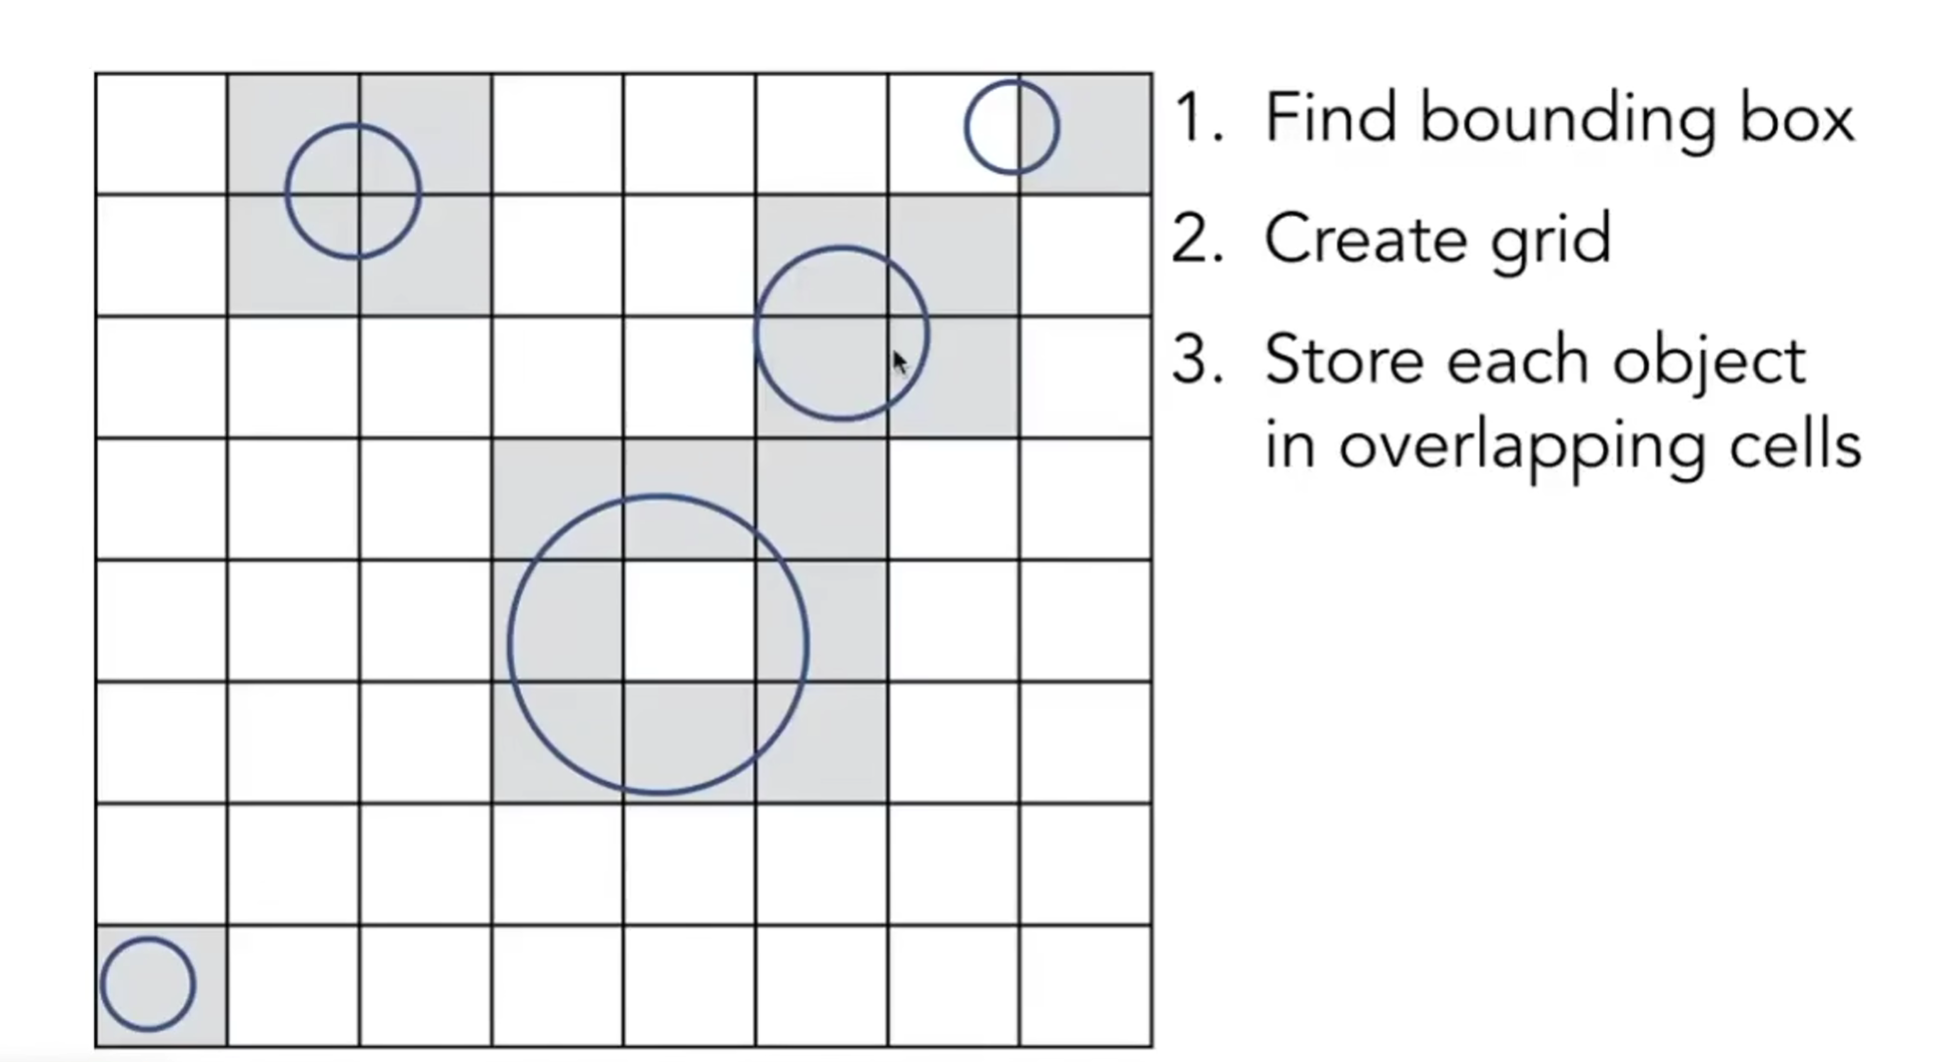 1. Find bounding box
2. Create grid
3. Store each object
in overlapping cells